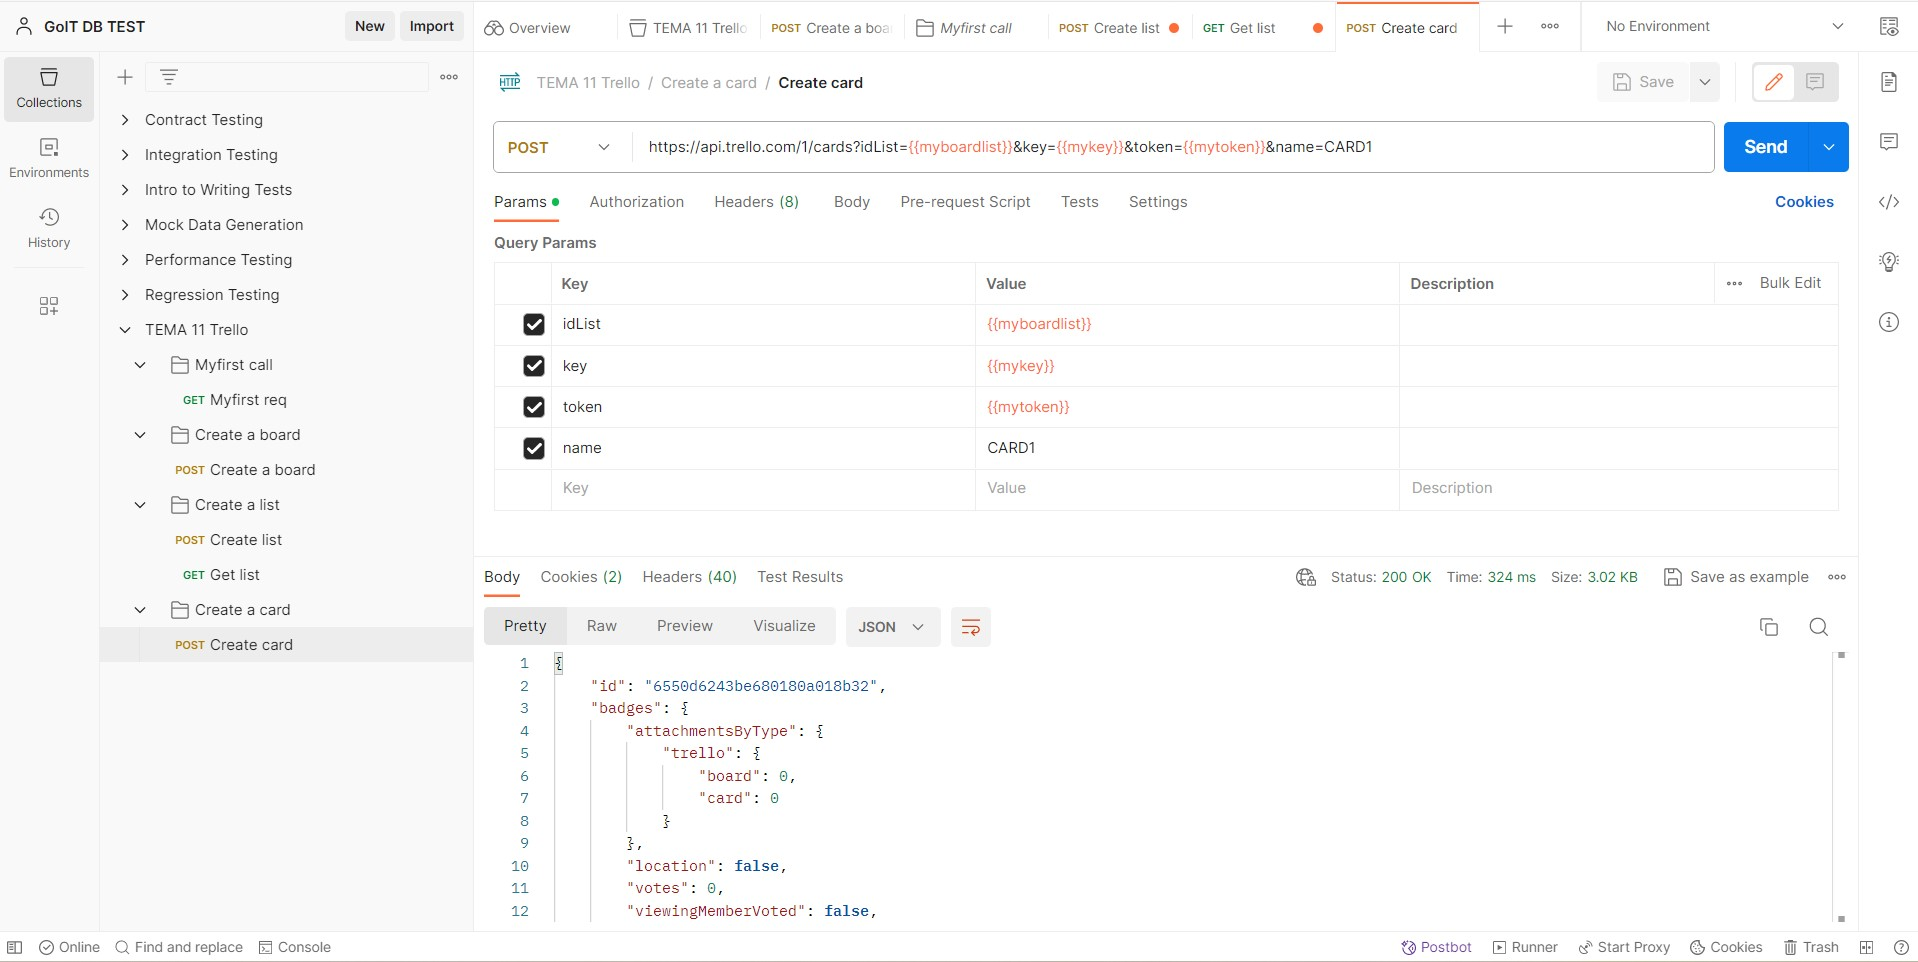 GoIT DB TEST
New
Import
Overview
TEMA 11 Trello
POST Create a boa
Myfirst call
POST Create list
GET Get list
POST Create card
No Environment
Collections
Environments
History
Contract Testing
Integration Testing
Intro to Writing Tests
Mock Data Generation
Performance Testing
Regression Testing
TEMA 11 Trello
Myfirst call
GET Myfirst req
Create a board
POST Create a board
Create a list
POST Create list
GET Get list
Create a card
POST Create card
HTTP TEMA 11 Trello / Create a card / Create card
Save
POST
https://api.trello.com/1/cards?idList={{myboardlist}}&key={{mykey}}&token={{mytoken}}&name=CARD1
Send
Params Authorization Headers (8) Body Pre-request Script Tests Settings Cookies
Query Params
Key Value Description Bulk Edit
idList {{myboardlist}}
key {{mykey}}
token {{mytoken}}
name CARD1
Key Value Description
Body Cookies (2) Headers (40) Test Results Status: 200 OK Time: 324 ms Size: 3.02 KB Save as example
Pretty Raw Preview Visualize JSON
1 {
2 "id": "6550d6243be680180a018b32",
3 "badges": {
4 "attachmentsByType": {
5 "trello": {
6 "board": 0,
7 "card": 0
8 }
9 },
10 "location": false,
11 "votes": 0,
12 "viewingMemberVoted": false,
Online Find and replace Console Postbot Runner Start Proxy Cookies Trash